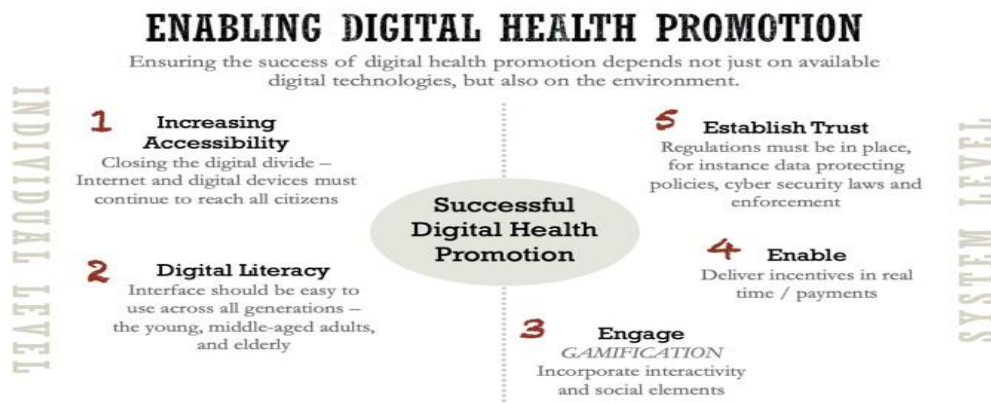 ENABLING DIGITAL HEALTH PROMOTION
Ensuring the success of digital health promotion depends not just on available
digital technologies, but also on the environment.
INDIVIDUAL LEVEL
1 Increasing
Accessibility
Closing the digital divide –
Internet and digital devices must
continue to reach all citizens
2 Digital Literacy
Interface should be easy to
use across all generations –
the young, middle-aged adults,
and elderly
Successful
Digital Health
Promotion
3 Engage
GAMIFICATION
Incorporate interactivity
and social elements
4 Enable
Deliver incentives in real
time / payments
5 Establish Trust
Regulations must be in place,
for instance data protecting
policies, cyber security laws and
enforcement
SYSTEM LEVEL